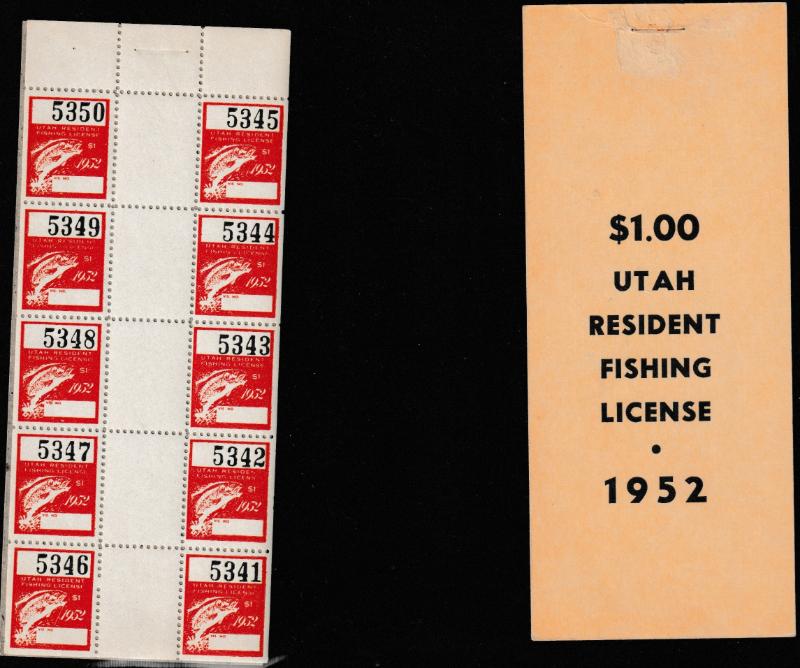 5350
UTAH RESIDENT
FISHING LICENSE
$1
1952
LIC. NO.
5345
UTAH RESIDENT
FISHING LICENSE
$1
1952
5349
UTAH RESIDENT
FISHING LICENSE
$1
1952
5344
UTAH RESIDENT
FISHING LICENSE
$1
1952
5348
UTAH RESIDENT
FISHING LICENSE
$1
1952
5343
UTAH RESIDENT
FISHING LICENSE
$1
1952
5347
UTAH RESIDENT
FISHING LICENSE
$1
1952
5342
UTAH RESIDENT
FISHING LICENSE
$1
1952
5346
UTAH RESIDENT
FISHING LICENSE
$1
1952
5341
UTAH RESIDENT
FISHING LICENSE
$1
1952
$1.00
UTAH
RESIDENT
FISHING
LICENSE
•
1952